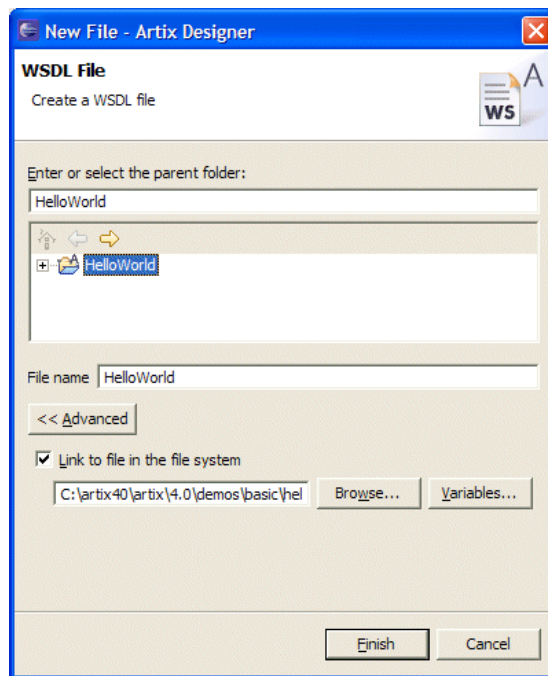 New File - Artix Designer
WSDL File
Create a WSDL file
A
WS
Enter or select the parent folder:
HelloWorld
HelloWorld
File name HelloWorld
<< Advanced
Link to file in the file system
C:\artix40\artix\4.0\demos\basic\hel Browse... Variables...
Finish Cancel